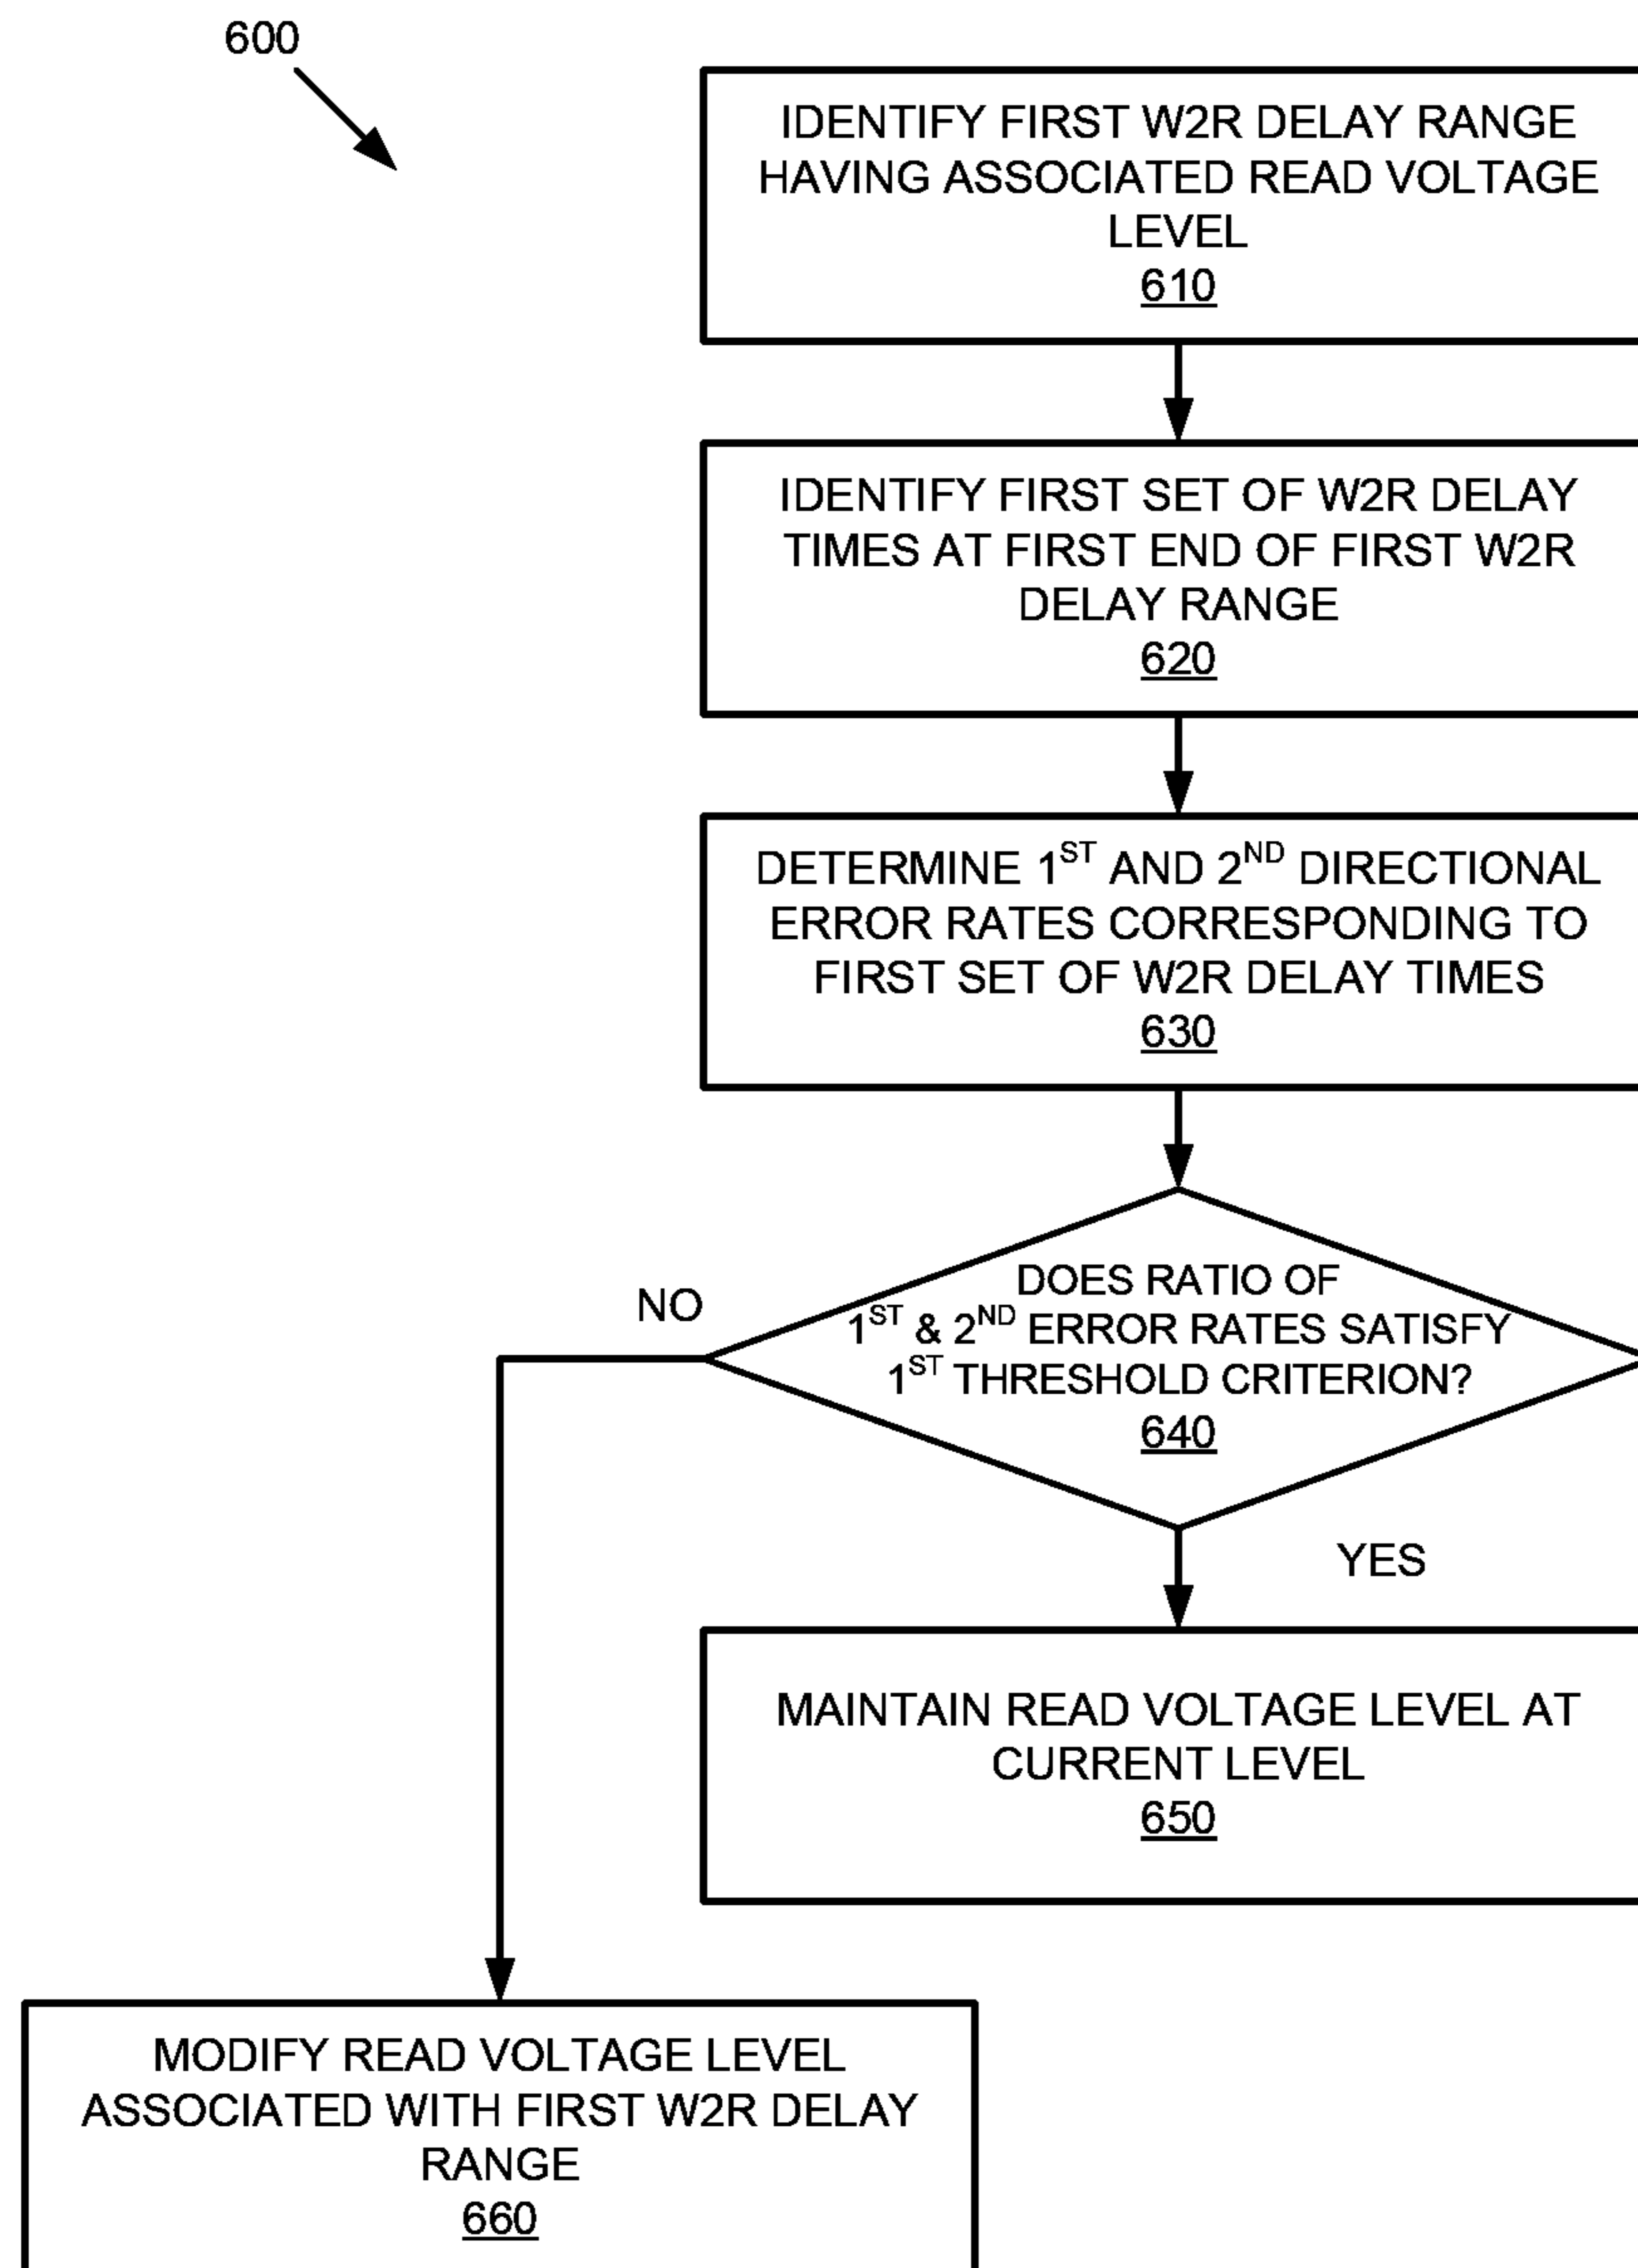 600
IDENTIFY FIRST W2R DELAY RANGE
HAVING ASSOCIATED READ VOLTAGE
LEVEL
610
IDENTIFY FIRST SET OF W2R DELAY
TIMES AT FIRST END OF FIRST W2R
DELAY RANGE
620
DETERMINE 1ST AND 2ND DIRECTIONAL
ERROR RATES CORRESPONDING TO
FIRST SET OF W2R DELAY TIMES
630
DOES RATIO OF
1ST & 2ND ERROR RATES SATISFY
1ST THRESHOLD CRITERION?
640
NO
YES
MAINTAIN READ VOLTAGE LEVEL AT
CURRENT LEVEL
650
MODIFY READ VOLTAGE LEVEL
ASSOCIATED WITH FIRST W2R DELAY
RANGE
660